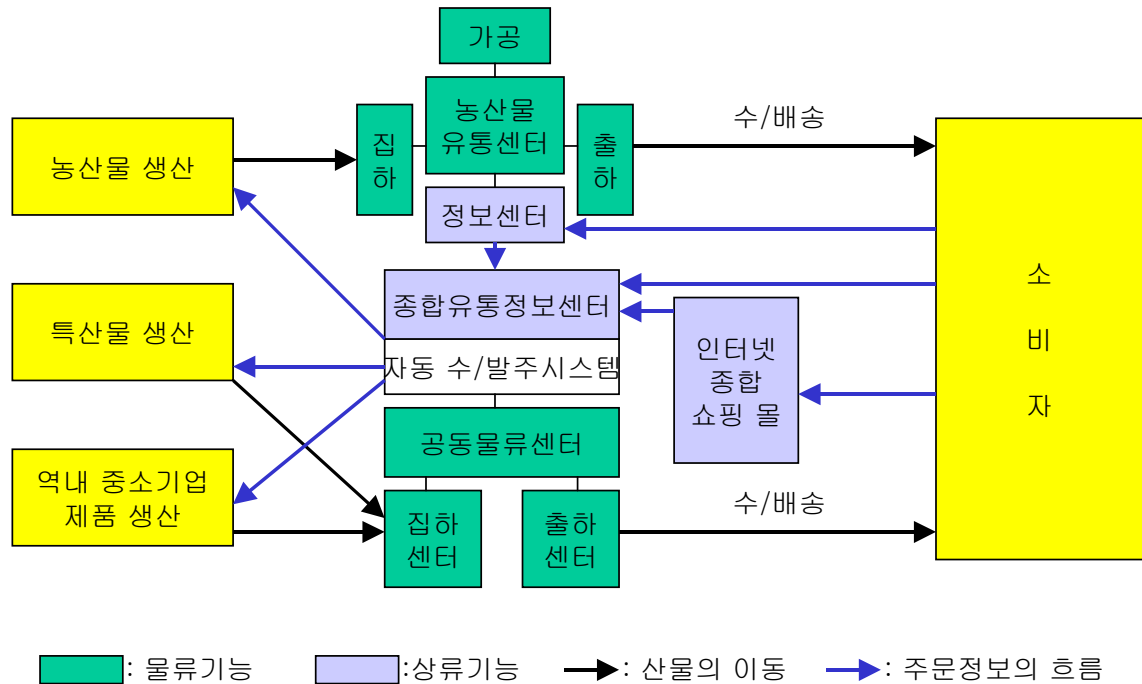 가공
농산물
유통센터
집
하
출
하
수/배송
농산물 생산
정보센터
소
비
자
종합유통정보센터
특산물 생산
자동 수/발주시스템
인터넷
종합
쇼핑 몰
공동물류센터
역내 중소기업
제품 생산
집하
센터
출하
센터
수/배송
: 물류기능
:상류기능
: 산물의 이동
: 주문정보의 흐름